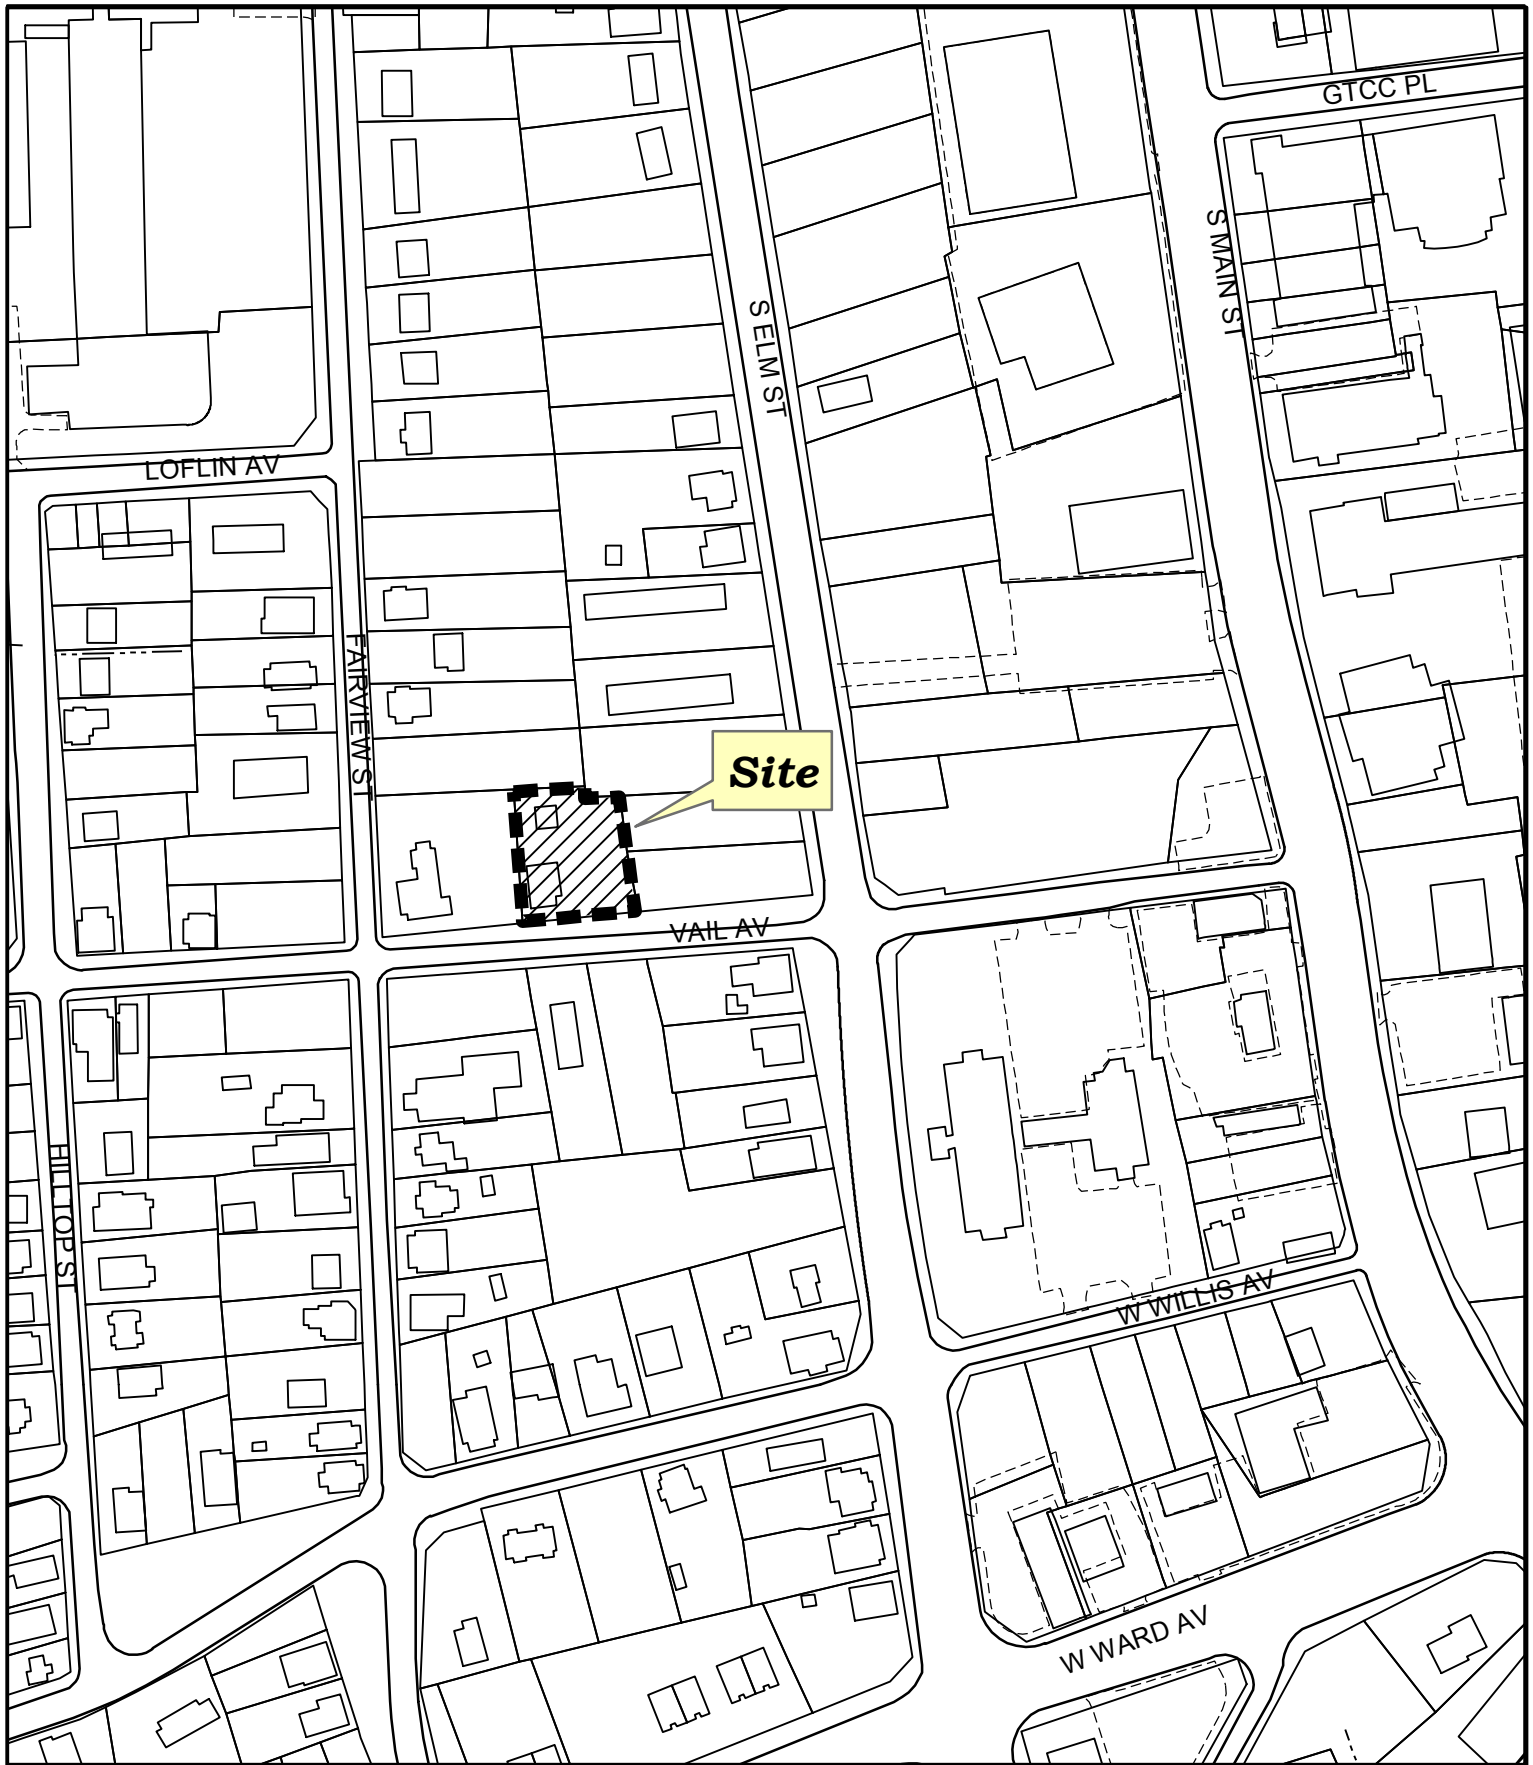 GTCC PL
S MAIN ST
S ELM ST
LOFLIN AV
FAIRVIEW ST
Site
VAIL AV
HILLTOP ST
W WILLIS AV
W WARD AV